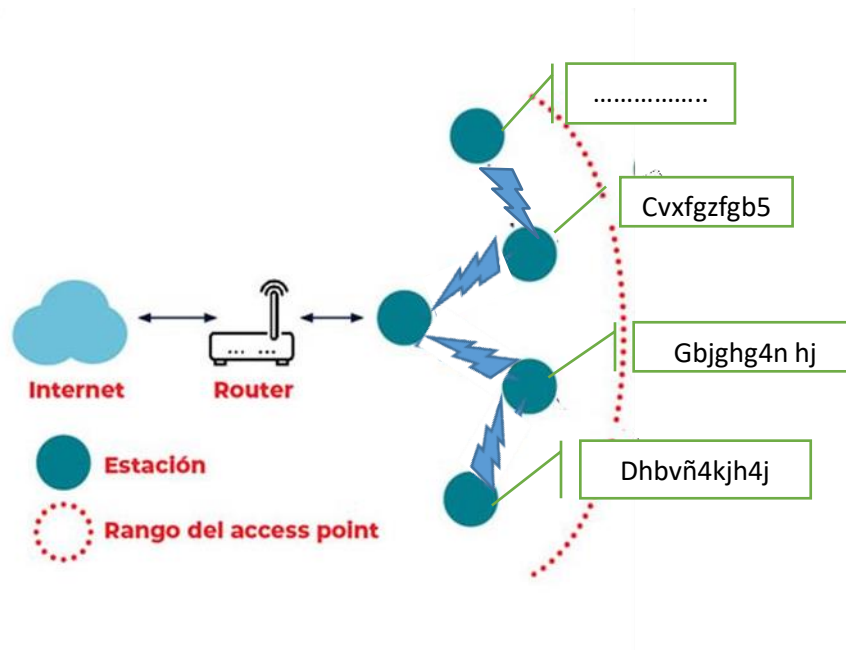 ……………..
Cvxfgzfgb5
Gbjghg4n hj
Dhbvñ4kjh4j
Internet
Router
Estación
Rango del access point